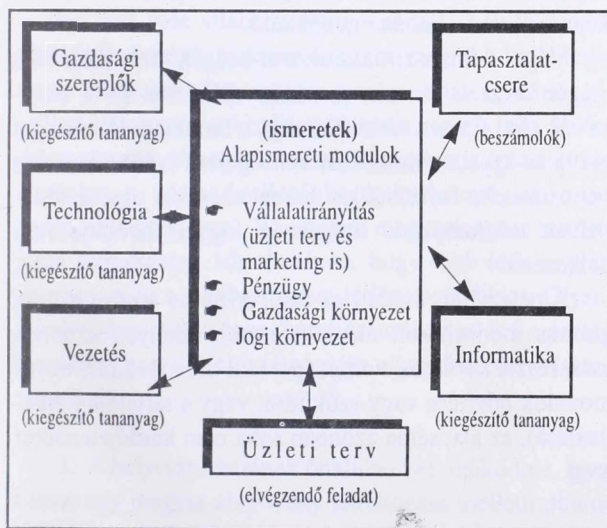 Gazdasági
szereplők
(kiegészítő tananyag)
Technológia
(kiegészítő tananyag)
Vezetés
(kiegészítő tananyag)
(ismeretek)
Alapismereti modulok
Vállalatirányítás
(üzleti terv és
marketing is)
Pénzügy
Gazdasági környezet
Jogi környezet
Tapasztalat-
csere
(beszámolók)
Informatika
(kiegészítő tananyag)
Üzleti terv
(elvégzendő feladat)